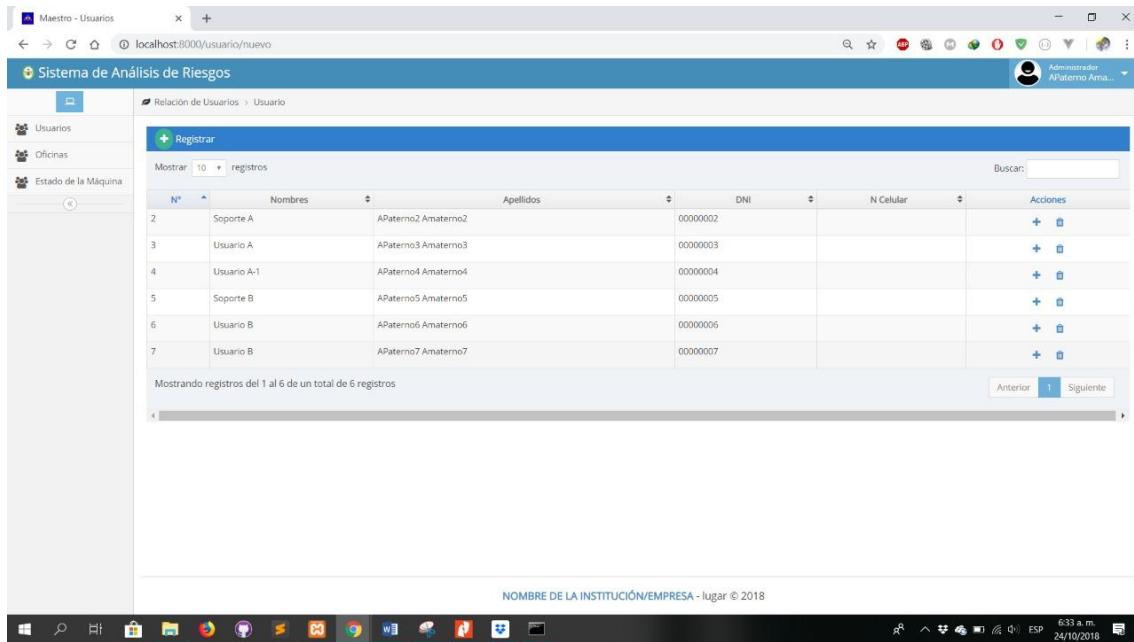 Maestro - Usuarios
localhost:8000/usuario/nuevo
Sistema de Análisis de Riesgos
Administrador
APaterno Ama...
Relación de Usuarios > Usuario
Usuarios
Oficinas
Estado de la Máquina
Registrar
Mostrar 10 registros
Buscar:
N° Nombres Apellidos DNI N Celular Acciones
2 Soporte A APaterno2 Amaterno2 00000002
3 Usuario A APaterno3 Amaterno3 00000003
4 Usuario A-1 APaterno4 Amaterno4 00000004
5 Soporte B APaterno5 Amaterno5 00000005
6 Usuario B APaterno6 Amaterno6 00000006
7 Usuario B APaterno7 Amaterno7 00000007
Mostrando registros del 1 al 6 de un total de 6 registros
Anterior 1 Siguiente
NOMBRE DE LA INSTITUCIÓN/EMPRESA - lugar © 2018
ESP
6:33 a. m.
24/10/2018